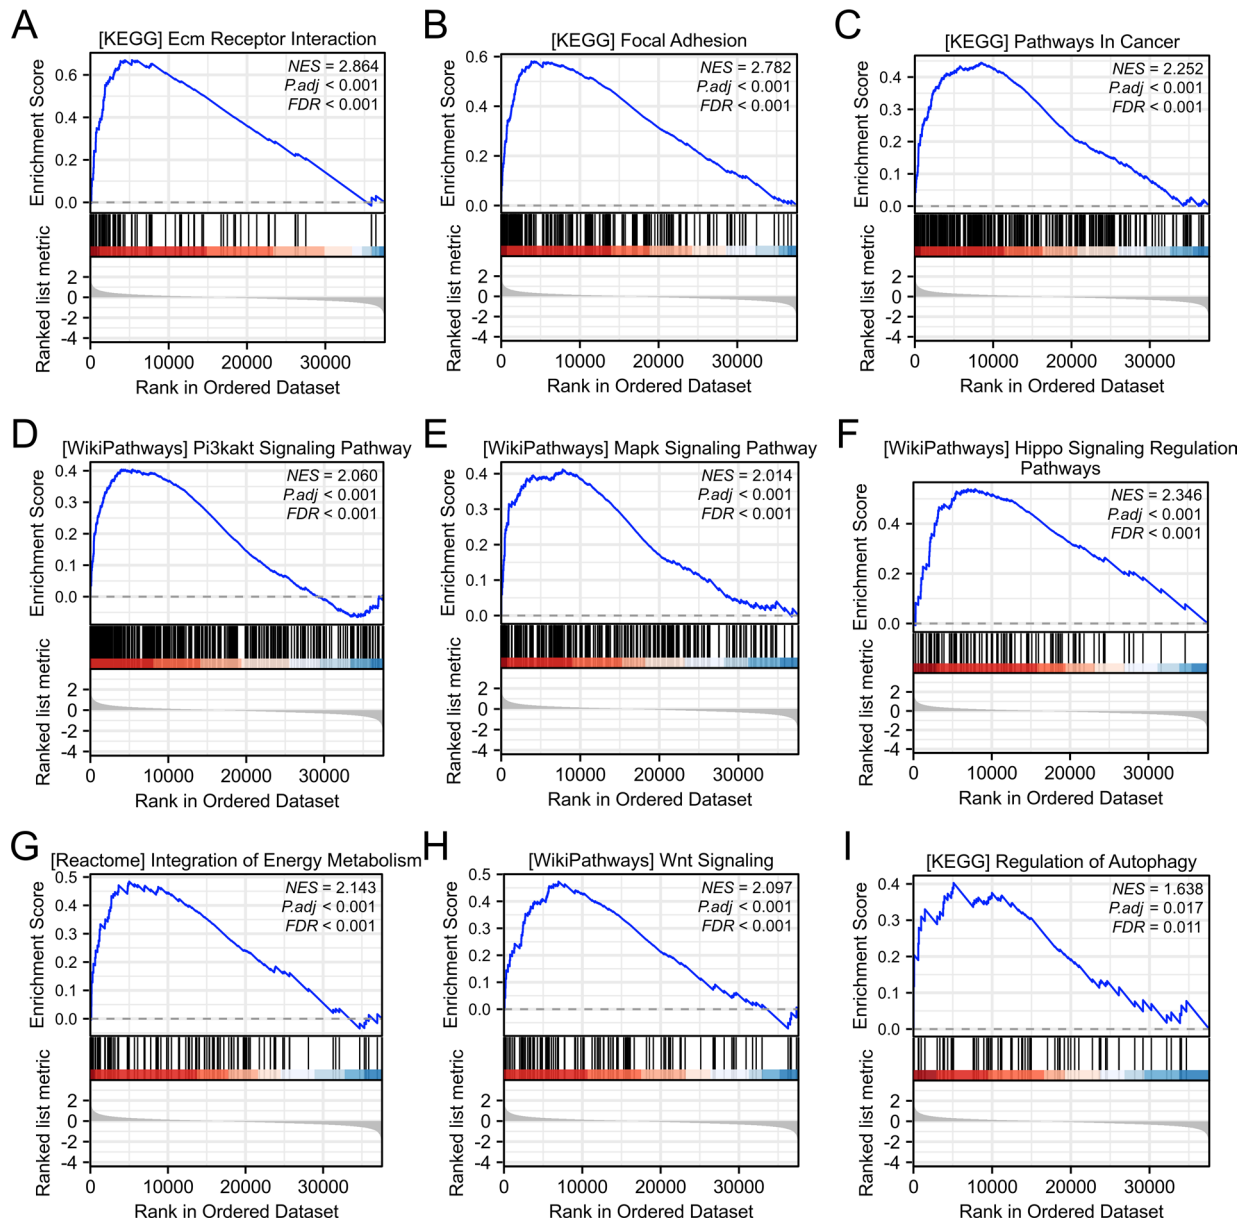 A
[KEGG] Ecm Receptor Interaction
NES = 2.864
P.adj < 0.001
FDR < 0.001
Enrichment Score
0.6
0.4
0.2
0.0
Ranked list metric
2
0
-2
-4
0 10000 20000 30000
Rank in Ordered Dataset
B
[KEGG] Focal Adhesion
NES = 2.782
P.adj < 0.001
FDR < 0.001
Enrichment Score
0.6
0.4
0.2
0.0
Ranked list metric
2
0
-2
-4
0 10000 20000 30000
Rank in Ordered Dataset
C
[KEGG] Pathways In Cancer
NES = 2.252
P.adj < 0.001
FDR < 0.001
Enrichment Score
0.4
0.3
0.2
0.1
0.0
Ranked list metric
2
0
-2
-4
0 10000 20000 30000
Rank in Ordered Dataset
D
[WikiPathways] Pi3kakt Signaling Pathway
NES = 2.060
P.adj < 0.001
FDR < 0.001
Enrichment Score
0.4
0.3
0.2
0.1
0.0
Ranked list metric
2
0
-2
-4
0 10000 20000 30000
Rank in Ordered Dataset
E
[WikiPathways] Mapk Signaling Pathway
NES = 2.014
P.adj < 0.001
FDR < 0.001
Enrichment Score
0.4
0.3
0.2
0.1
0.0
Ranked list metric
2
0
-2
-4
0 10000 20000 30000
Rank in Ordered Dataset
F
[WikiPathways] Hippo Signaling Regulation
Pathways
NES = 2.346
P.adj < 0.001
FDR < 0.001
Enrichment Score
0.4
0.2
0.0
Ranked list metric
2
0
-2
-4
0 10000 20000 30000
Rank in Ordered Dataset
G
[Reactome] Integration of Energy Metabolism
NES = 2.143
P.adj < 0.001
FDR < 0.001
Enrichment Score
0.5
0.4
0.3
0.2
0.1
0.0
Ranked list metric
2
0
-2
-4
0 10000 20000 30000
Rank in Ordered Dataset
H
[WikiPathways] Wnt Signaling
NES = 2.097
P.adj < 0.001
FDR < 0.001
Enrichment Score
0.5
0.4
0.3
0.2
0.1
0.0
Ranked list metric
2
0
-2
-4
0 10000 20000 30000
Rank in Ordered Dataset
I
[KEGG] Regulation of Autophagy
NES = 1.638
P.adj = 0.017
FDR = 0.011
Enrichment Score
0.4
0.3
0.2
0.1
0.0
Ranked list metric
2
0
-2
-4
0 10000 20000 30000
Rank in Ordered Dataset